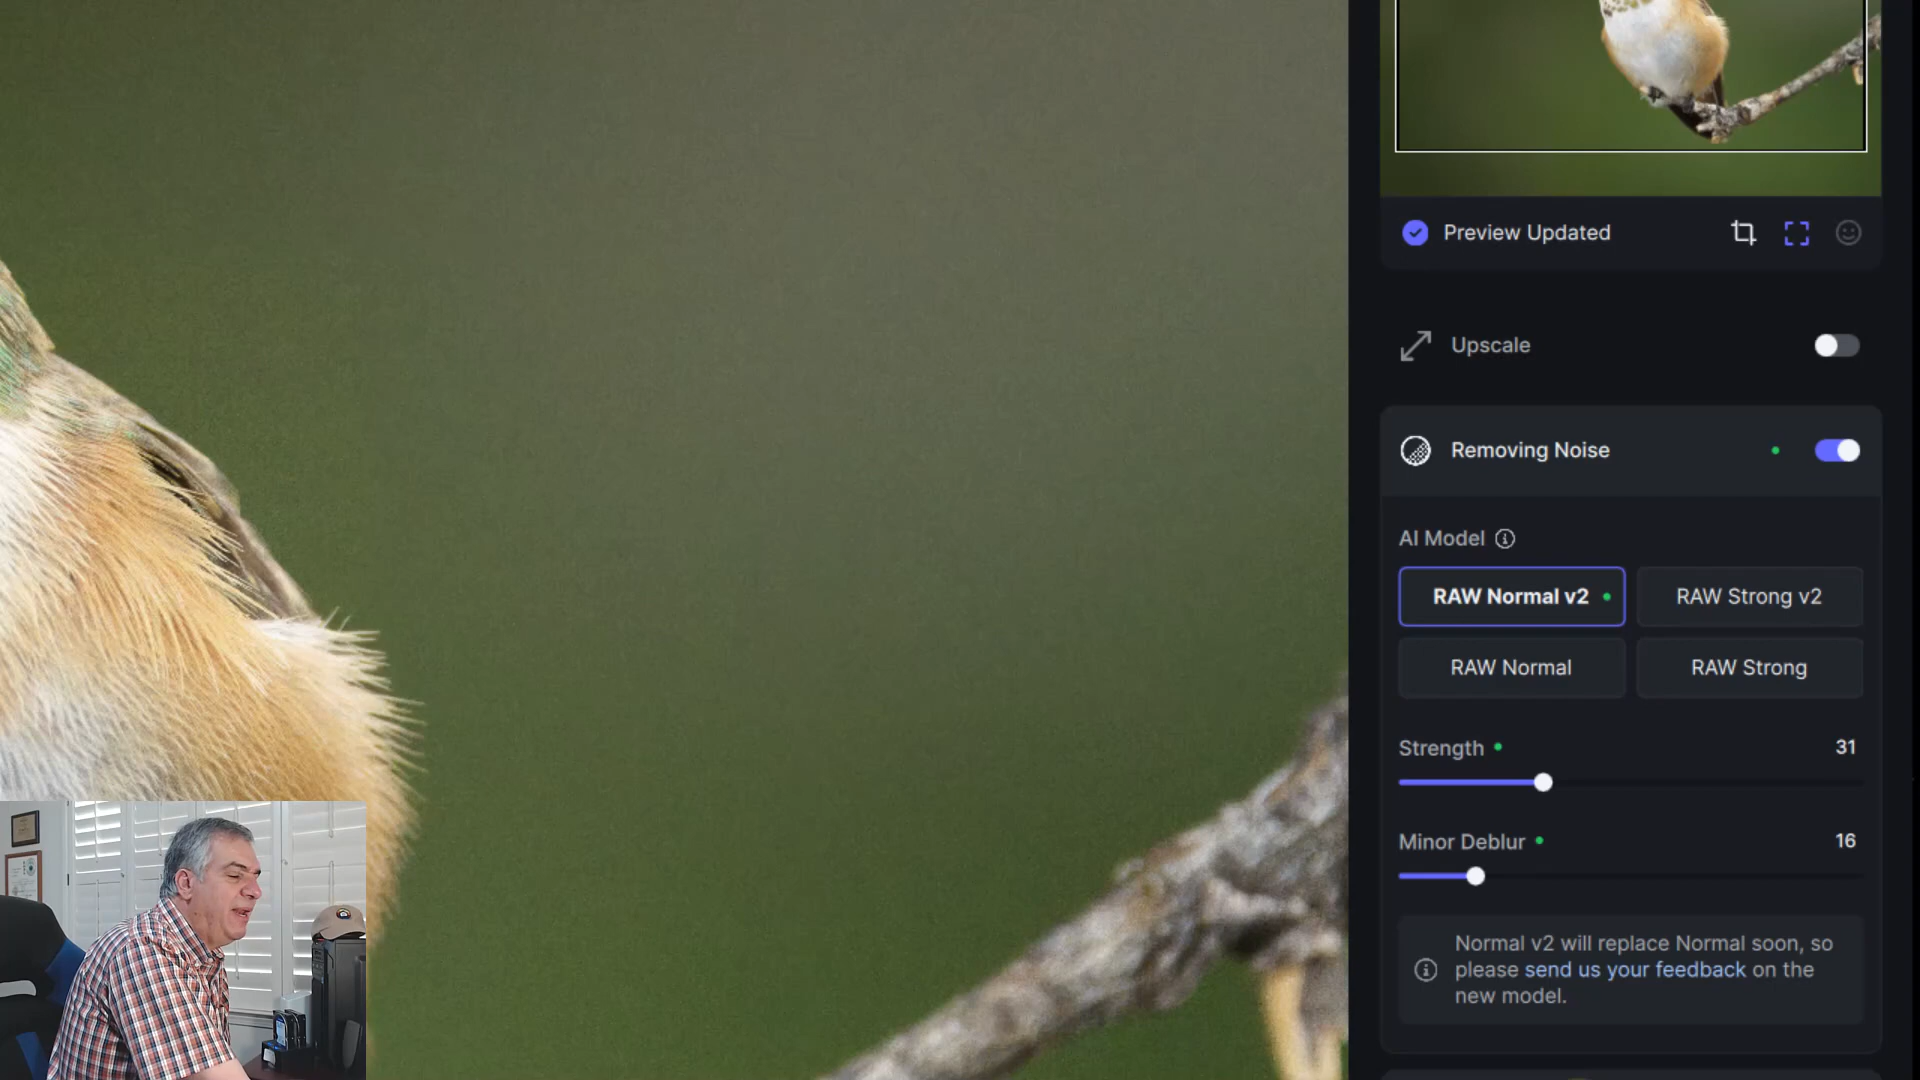 Preview Updated
Upscale
Removing Noise
AI Model
RAW Normal v2
RAW Strong v2
RAW Normal
RAW Strong
Strength
31
Minor Deblur
16
Normal v2 will replace Normal soon, so
please send us your feedback on the
new model.